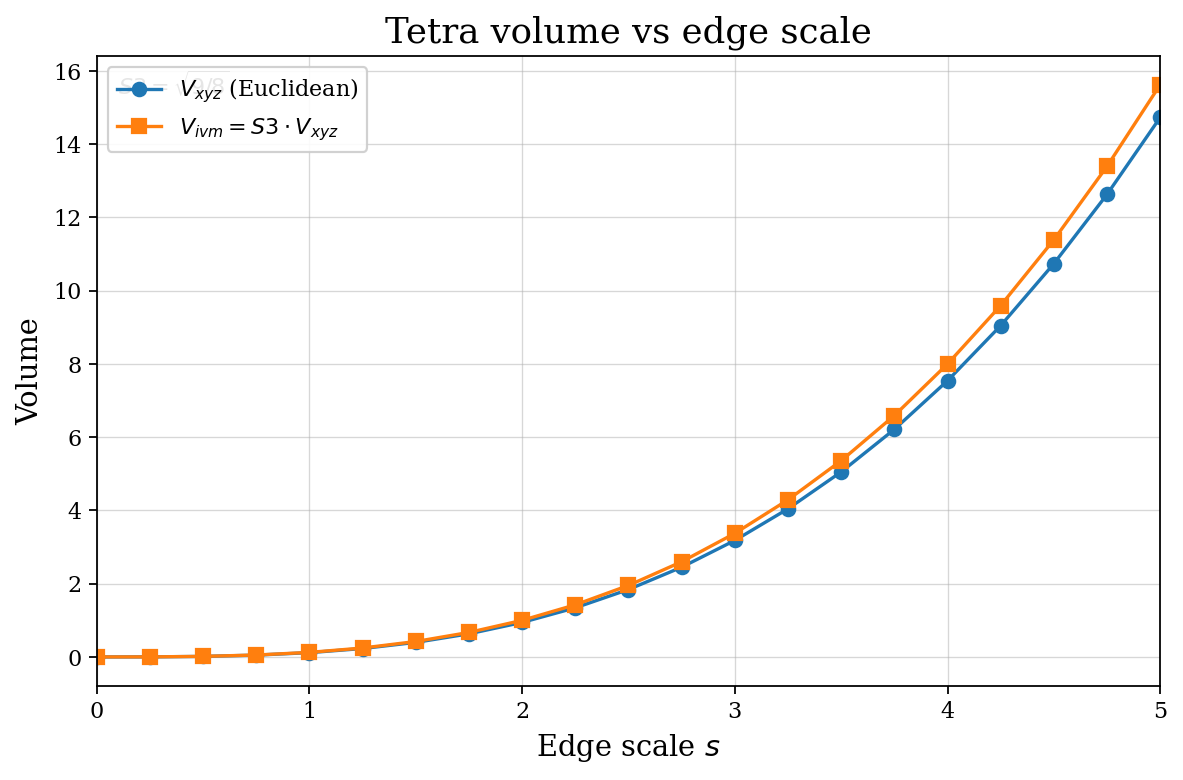 Tetra volume vs edge scale
V_xyz (Euclidean)
V_ivm = S3 · V_xyz
16
14
12
10
8
6
4
2
0
Volume
0 1 2 3 4 5
Edge scale s